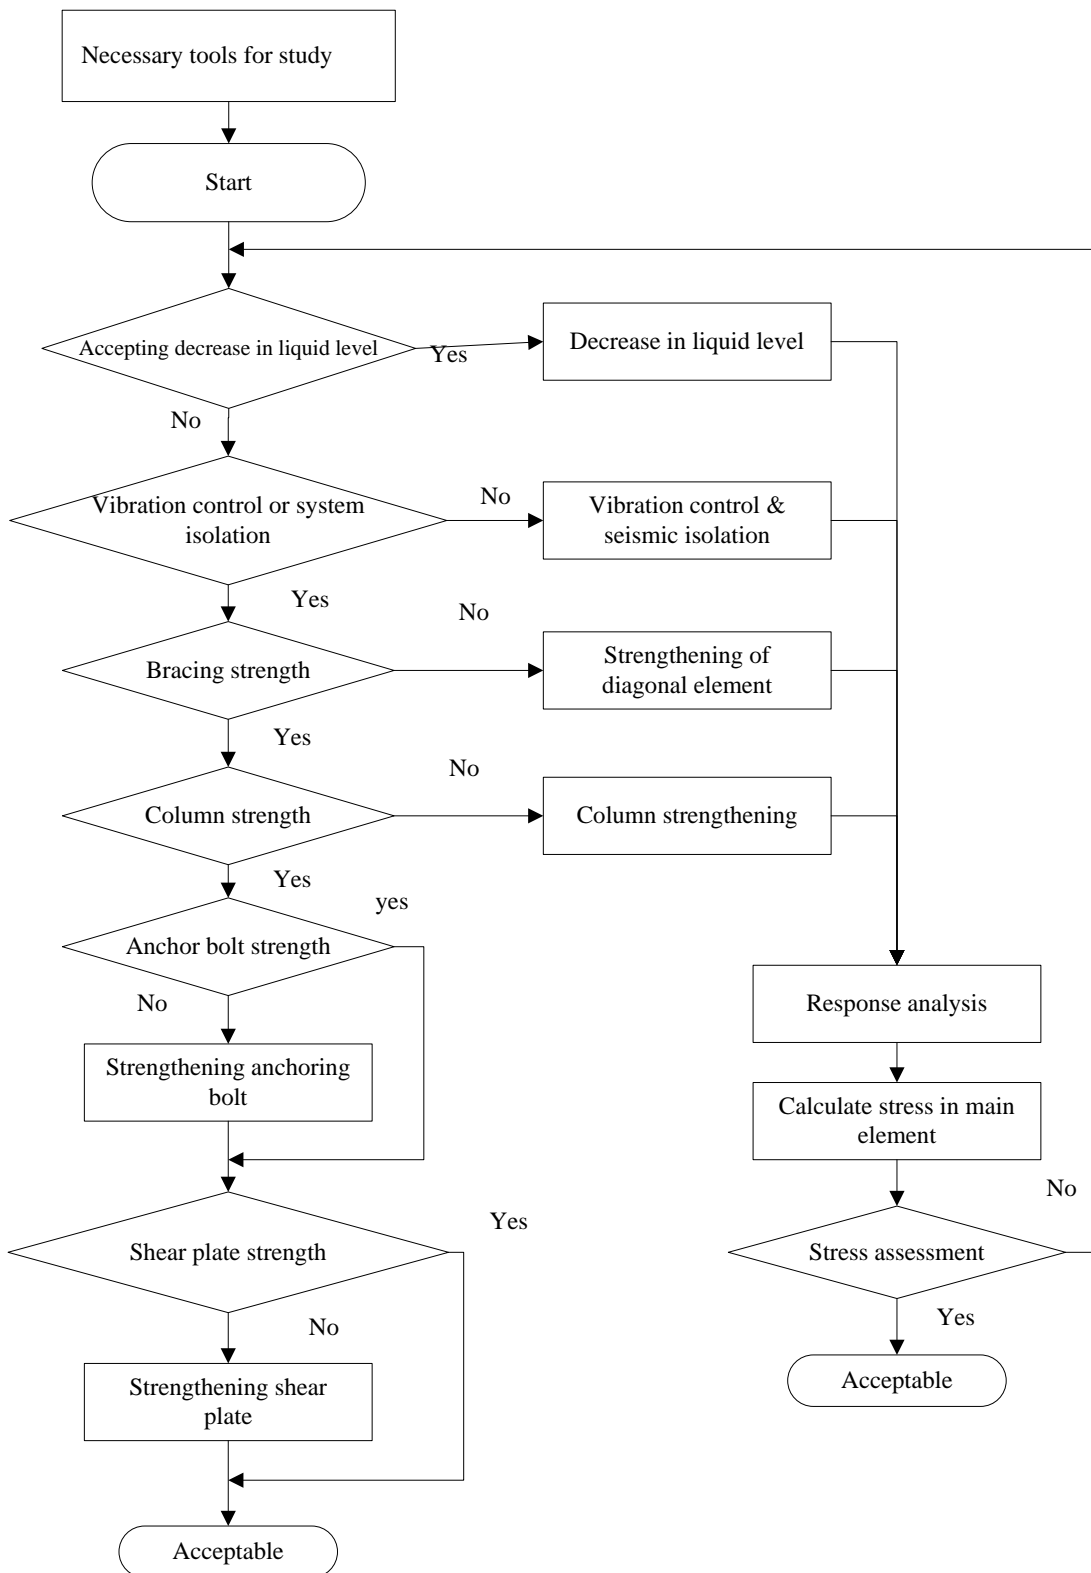 Necessary tools for study
Start
Accepting decrease in liquid level
Yes
Decrease in liquid level
No
Vibration control or system
isolation
No
Vibration control &
seismic isolation
Yes
Bracing strength
No
Strengthening of
diagonal element
Yes
Column strength
No
Column strengthening
Yes
Anchor bolt strength
yes
No
Strengthening anchoring
bolt
Shear plate strength
Yes
No
Strengthening shear
plate
Acceptable
Response analysis
Calculate stress in main
element
Stress assessment
No
Yes
Acceptable